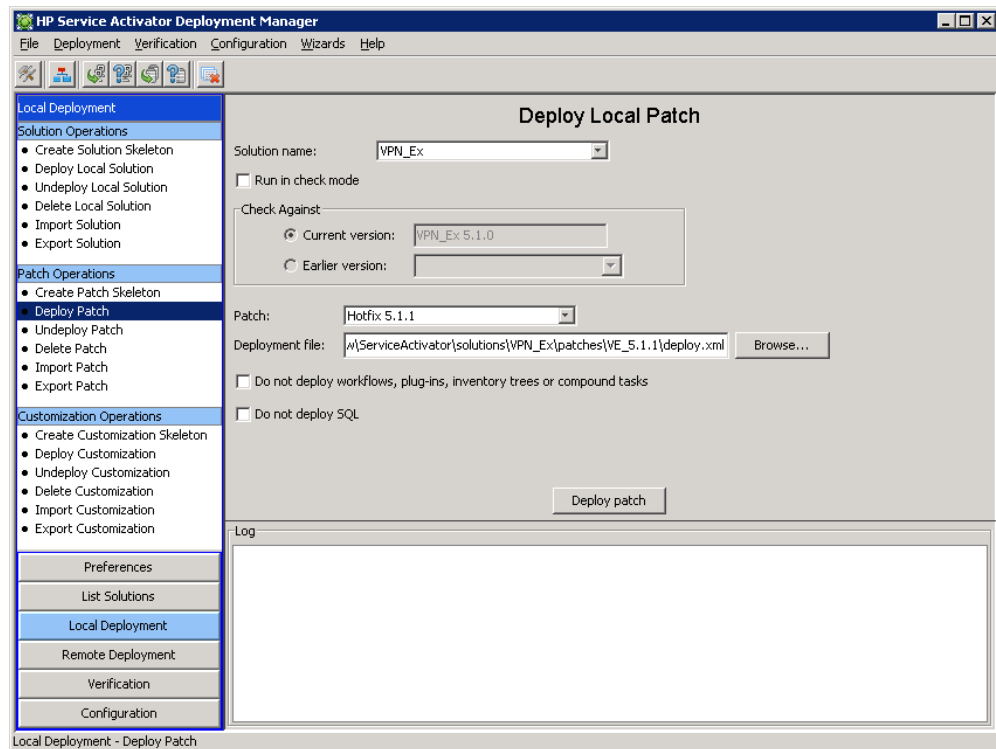 HP Service Activator Deployment Manager
File Deployment Verification Configuration Wizards Help
Local Deployment
Solution Operations
• Create Solution Skeleton
• Deploy Local Solution
• Undeploy Local Solution
• Delete Local Solution
• Import Solution
• Export Solution
Patch Operations
• Create Patch Skeleton
• Deploy Patch
• Undeploy Patch
• Delete Patch
• Import Patch
• Export Patch
Customization Operations
• Create Customization Skeleton
• Deploy Customization
• Undeploy Customization
• Delete Customization
• Import Customization
• Export Customization
Preferences
List Solutions
Local Deployment
Remote Deployment
Verification
Configuration
Deploy Local Patch
Solution name: VPN_Ex
Run in check mode
Check Against
Current version: VPN_Ex 5.1.0
Earlier version:
Patch: Hotfix 5.1.1
Deployment file: \ServiceActivator\solutions\VPN_Ex\patches\VE_5.1.1\deploy.xml Browse...
Do not deploy workflows, plug-ins, inventory trees or compound tasks
Do not deploy SQL
Deploy patch
Log
Local Deployment - Deploy Patch